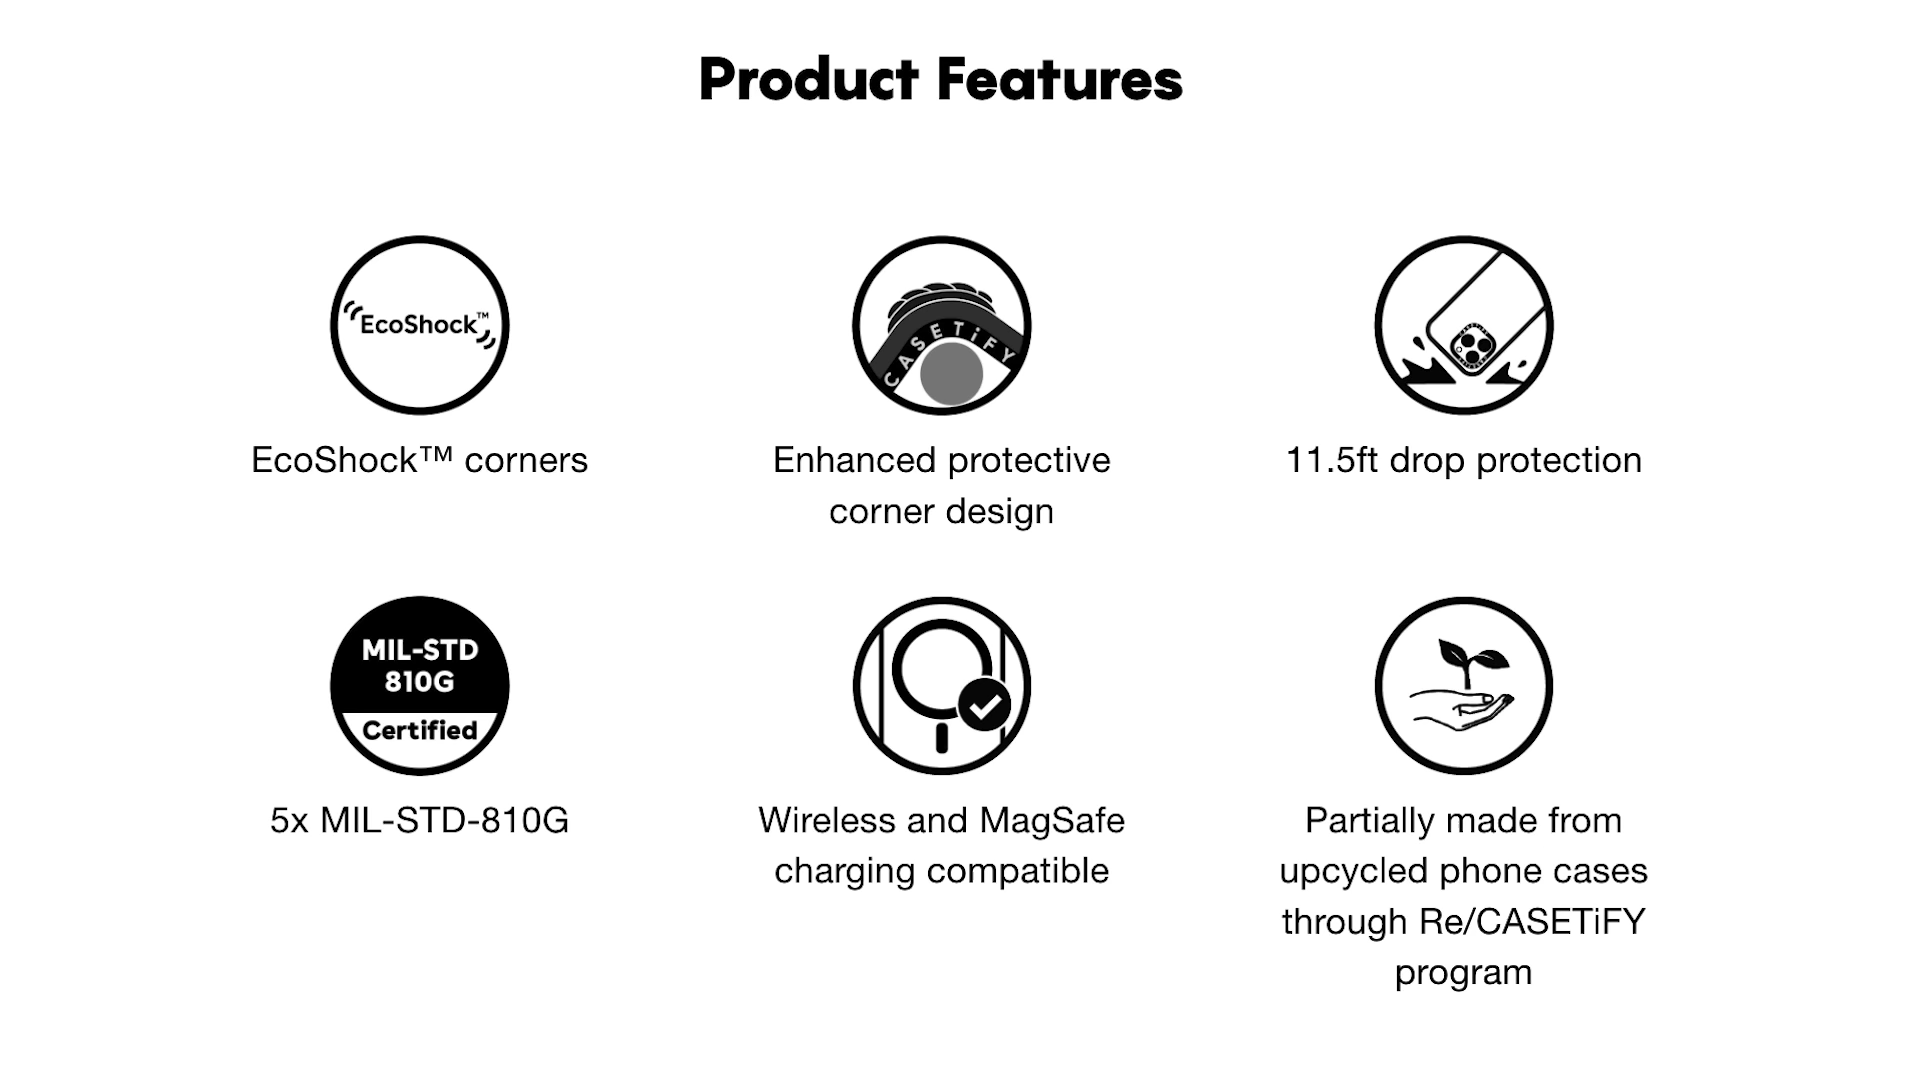 Product Features
EcoShock™
CASETiFY
EcoShock™ corners
Enhanced protective
corner design
11.5ft drop protection
MIL-STD
810G
Certified
5x MIL-STD-810G
Wireless and MagSafe
charging compatible
Partially made from
upcycled phone cases
through Re/CASETiFY
program